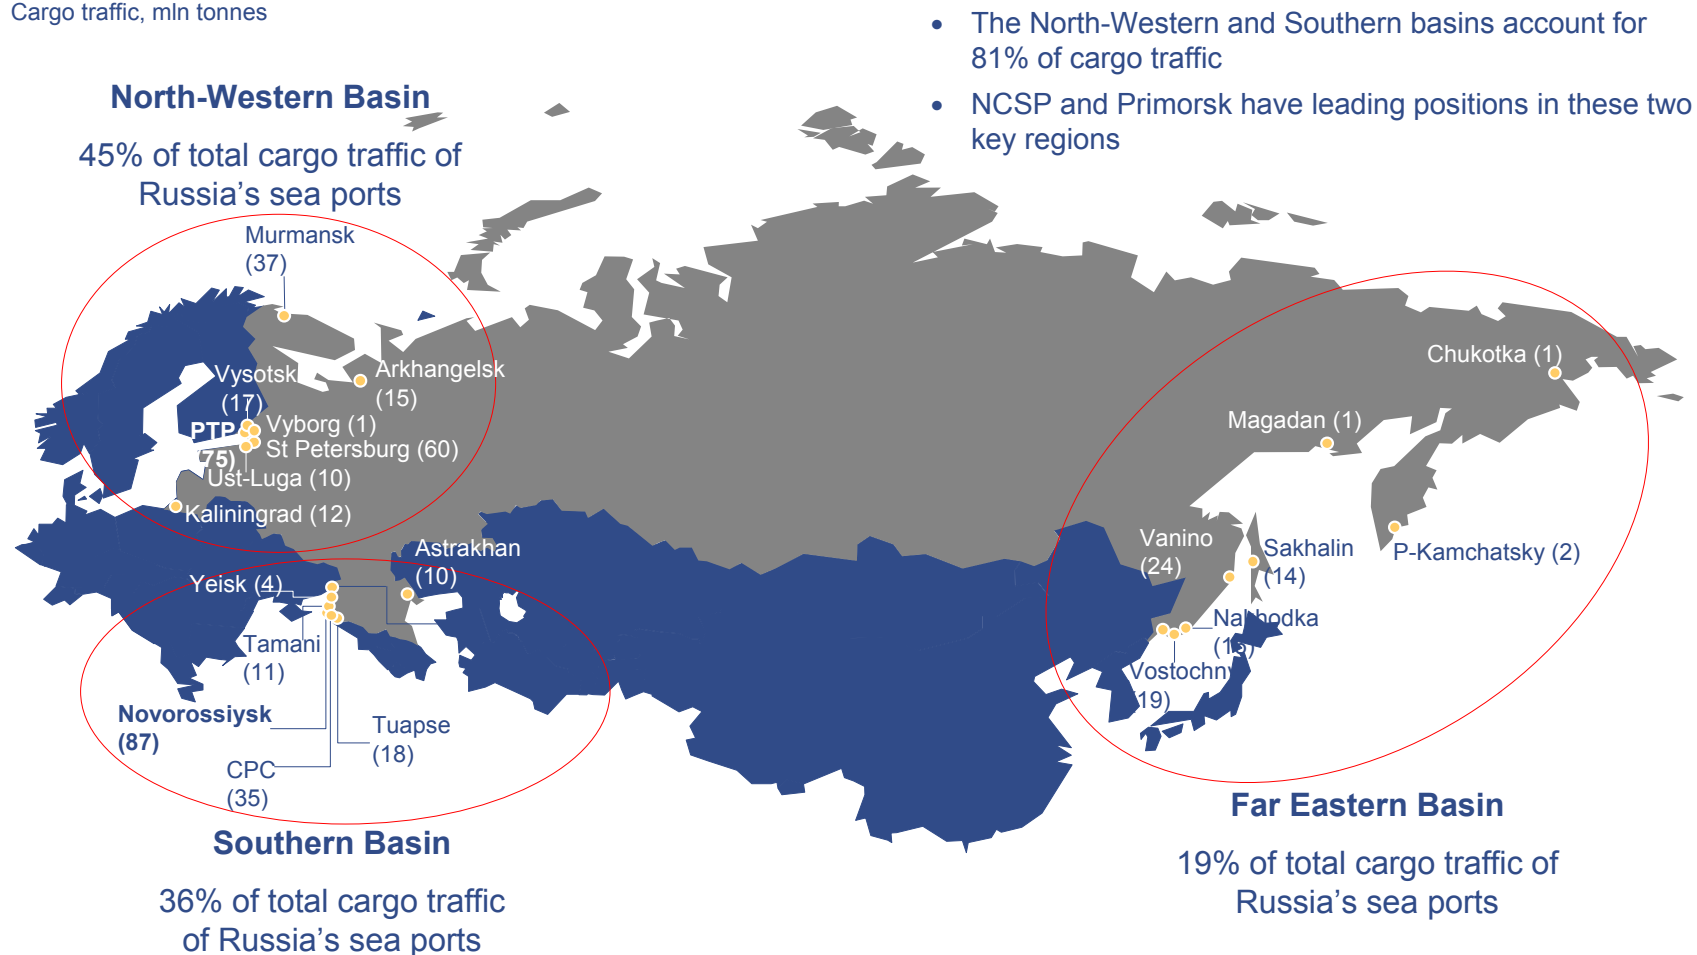 Cargo traffic, mln tonnes
• The North-Western and Southern basins account for
81% of cargo traffic
• NCSP and Primorsk have leading positions in these two
key regions
North-Western Basin
45% of total cargo traffic of
Russia’s sea ports
Murmansk
(37)
Vysotsk
(17)
Arkhangelsk
(15)
PTP
75)
Vyborg (1)
St Petersburg (60)
Ust-Luga (10)
Kaliningrad (12)
Chukotka (1)
Magadan (1)
P-Kamchatsky (2)
Vanino
(24)
Sakhalin
(14)
Nakhodka
Vostochny
(19)
Astrakhan
(10)
Yeisk (4)
Tamani
(11)
Novorossiysk
(87)
Tuapse
(18)
CPC
(35)
Southern Basin
36% of total cargo traffic
of Russia’s sea ports
Far Eastern Basin
19% of total cargo traffic of
Russia’s sea ports